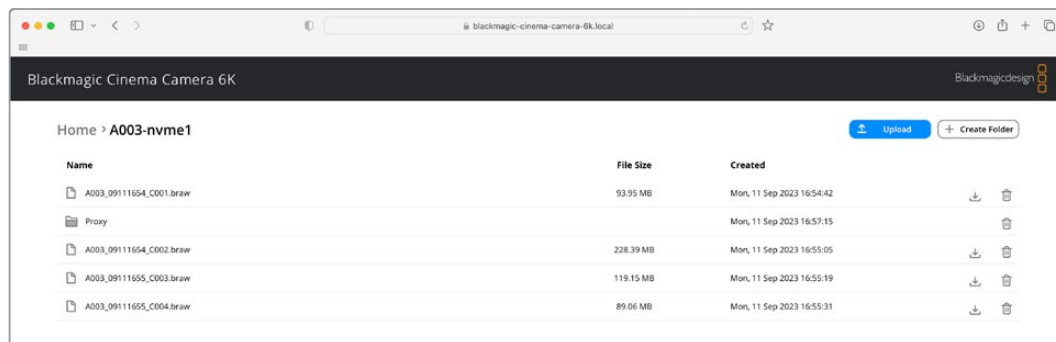 blackmagic-cinema-camera-6k.local
Blackmagic Cinema Camera 6K Blackmagicdesign
Home > A003-nvme1 Upload + Create Folder
Name File Size Created
A003_09111654_C001.braw 93.95 MB Mon, 11 Sep 2023 16:54:42
Proxy Mon, 11 Sep 2023 16:57:15
A003_09111654_C002.braw 228.39 MB Mon, 11 Sep 2023 16:55:05
A003_09111655_C003.braw 119.15 MB Mon, 11 Sep 2023 16:55:19
A003_09111655_C004.braw 89.06 MB Mon, 11 Sep 2023 16:55:31